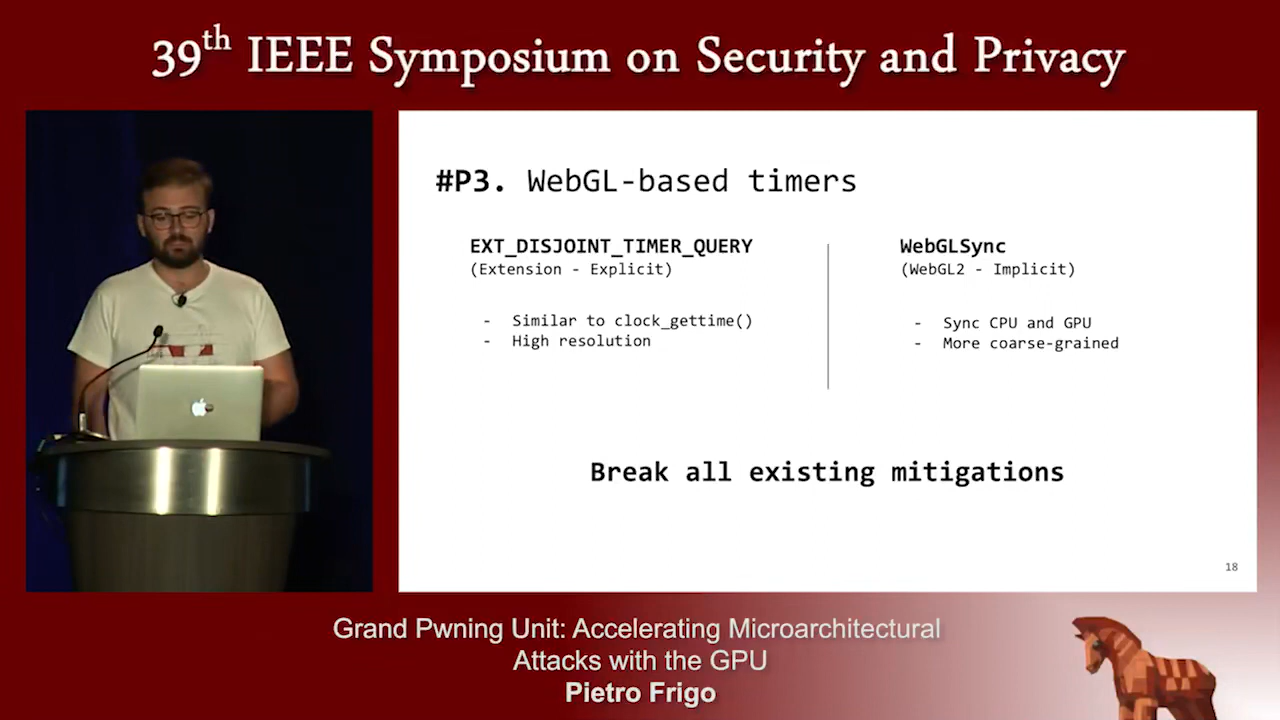 39th IEEE Symposium on Security and Privacy
#P3. WebGL-based timers
EXT_DISJOINT_TIMER_QUERY
(Extension - Explicit)
- Similar to clock_gettime()
- High resolution
WebGLSync
(WebGL2 - Implicit)
- Sync CPU and GPU
- More coarse-grained
Break all existing mitigations
18
Grand Pwning Unit: Accelerating Microarchitectural
Attacks with the GPU
Pietro Frigo